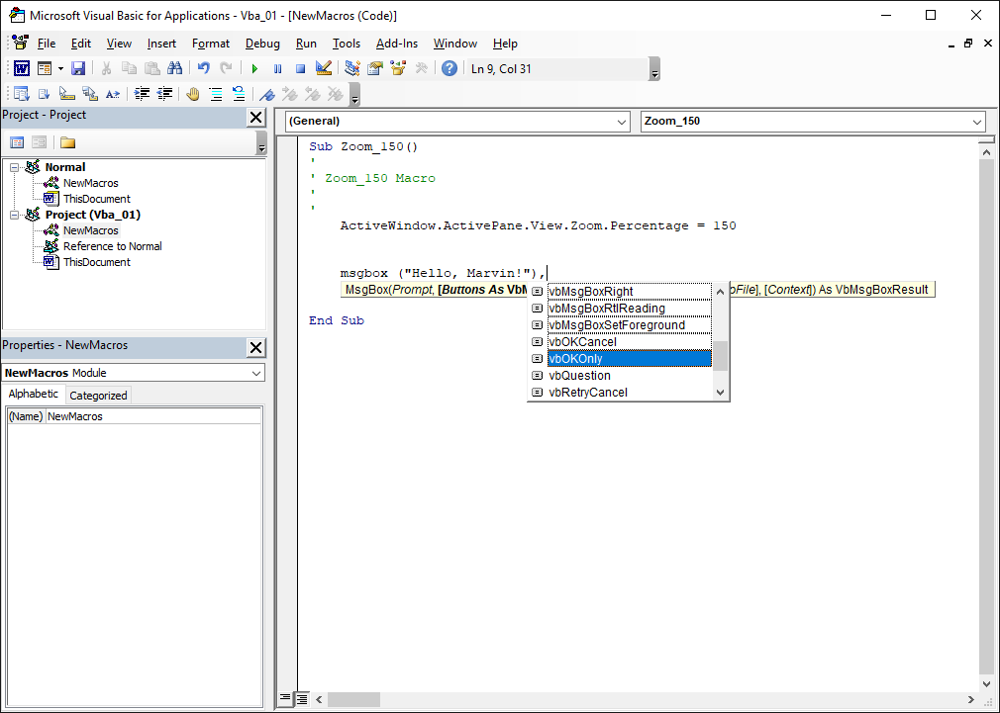 Microsoft Visual Basic for Applications - Vba_01 - [NewMacros (Code)]
File Edit View Insert Format Debug Run Tools Add-Ins Window Help
Ln 9, Col 31
Project - Project
Normal
NewMacros
ThisDocument
Project (Vba_01)
NewMacros
Reference to Normal
ThisDocument
Properties - NewMacros
NewMacros Module
Alphabetic Categorized
(Name) NewMacros
(General) Zoom_150
Sub Zoom_150()
'
' Zoom_150 Macro
'
'
ActiveWindow.ActivePane.View.Zoom.Percentage = 150
msgbox ("Hello, Marvin!"),
MsgBox(Prompt, [Buttons As VbM pFile], [Context]) As VbMsgBoxResult
vbMsgBoxRight
vbMsgBoxRtlReading
vbMsgBoxSetForeground
vbOKCancel
vbOKOnly
vbQuestion
vbRetryCancel
End Sub